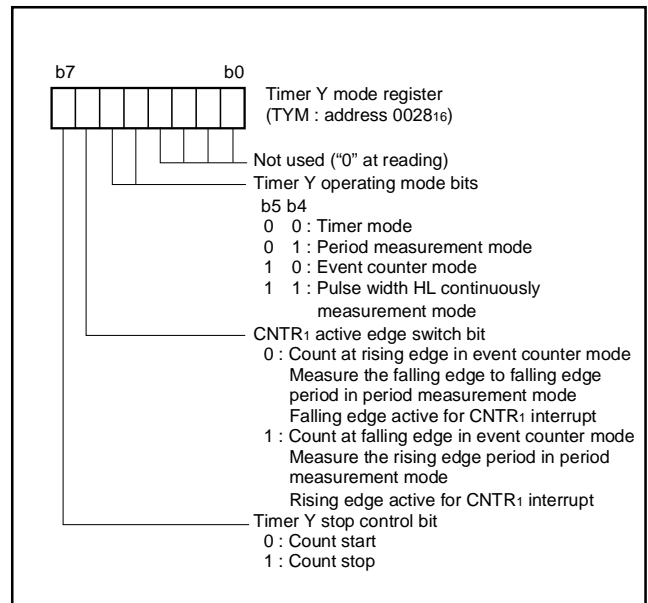 b7 b0
Timer Y mode register
(TYM : address 002816)
Not used (“0” at reading)
Timer Y operating mode bits
b5 b4
0 0 : Timer mode
0 1 : Period measurement mode
1 0 : Event counter mode
1 1 : Pulse width HL continuously
measurement mode
CNTR1 active edge switch bit
0 : Count at rising edge in event counter mode
Measure the falling edge to falling edge
period in period measurement mode
Falling edge active for CNTR1 interrupt
1 : Count at falling edge in event counter mode
Measure the rising edge period in period
measurement mode
Rising edge active for CNTR1 interrupt
Timer Y stop control bit
0 : Count start
1 : Count stop